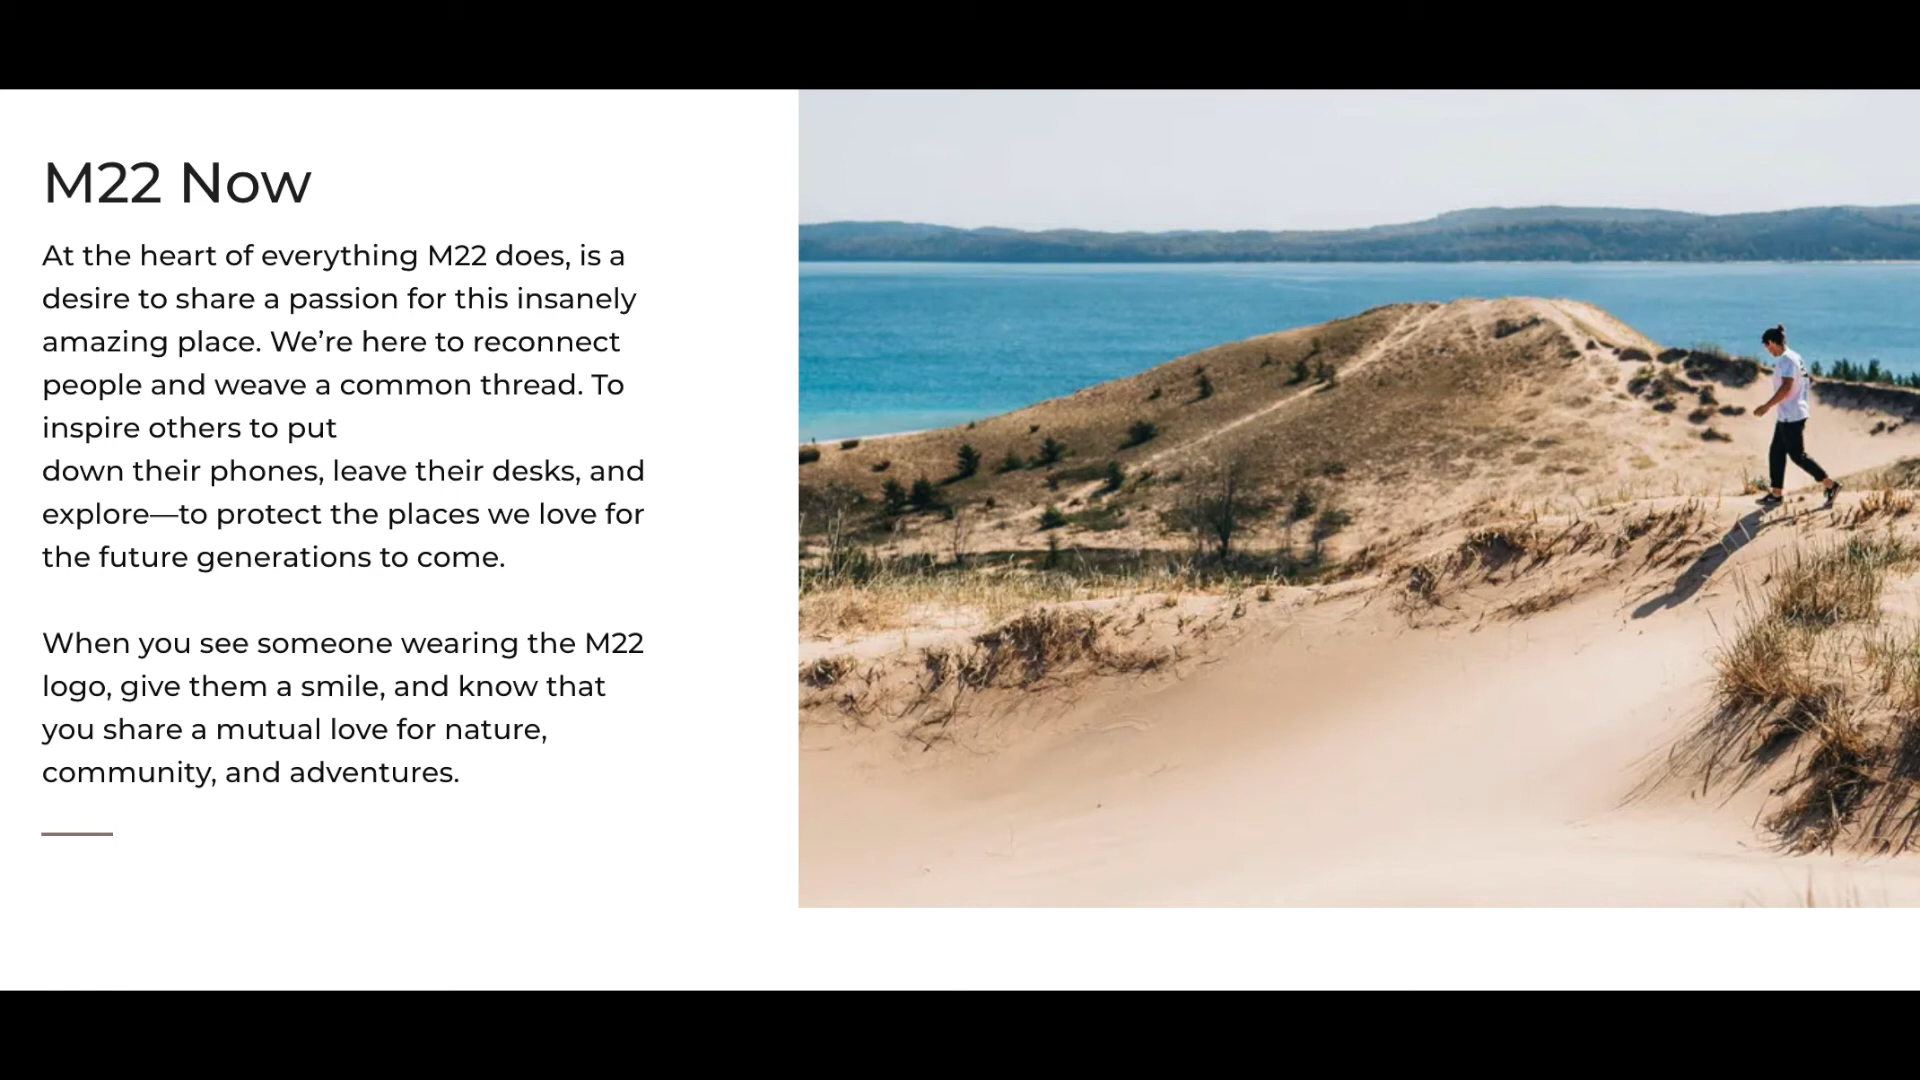 M22 Now
At the heart of everything M22 does, is a
desire to share a passion for this insanely
amazing place. We’re here to reconnect
people and weave a common thread. To
inspire others to put
down their phones, leave their desks, and
explore—to protect the places we love for
the future generations to come.
When you see someone wearing the M22
logo, give them a smile, and know that
you share a mutual love for nature,
community, and adventures.